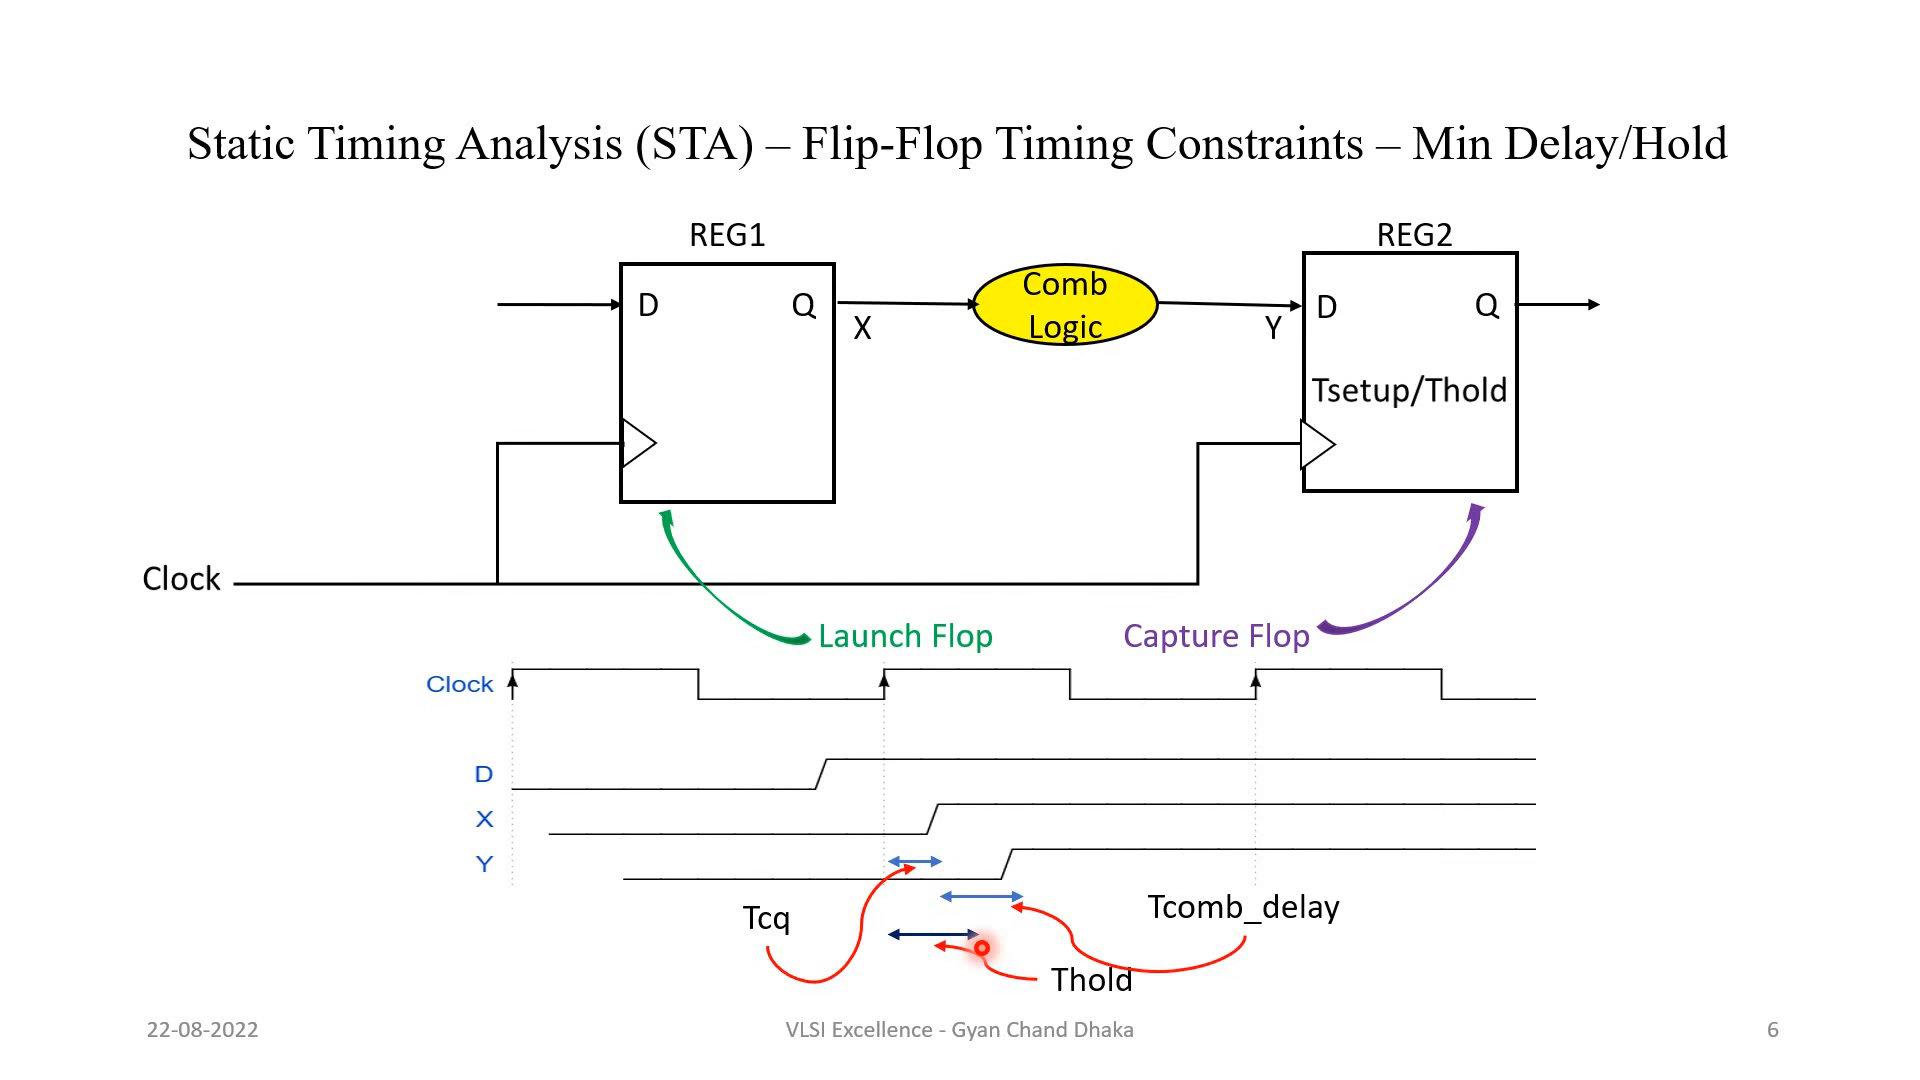 Static Timing Analysis (STA) – Flip-Flop Timing Constraints – Min Delay/Hold
REG1
REG2
D
Q
X
Comb
Logic
Y
D
Q
Tsetup/Thold
Clock
Launch Flop
Capture Flop
Clock
D
X
Y
Tcq
Tcomb_delay
Thold
22-08-2022
VLSI Excellence - Gyan Chand Dhaka
6